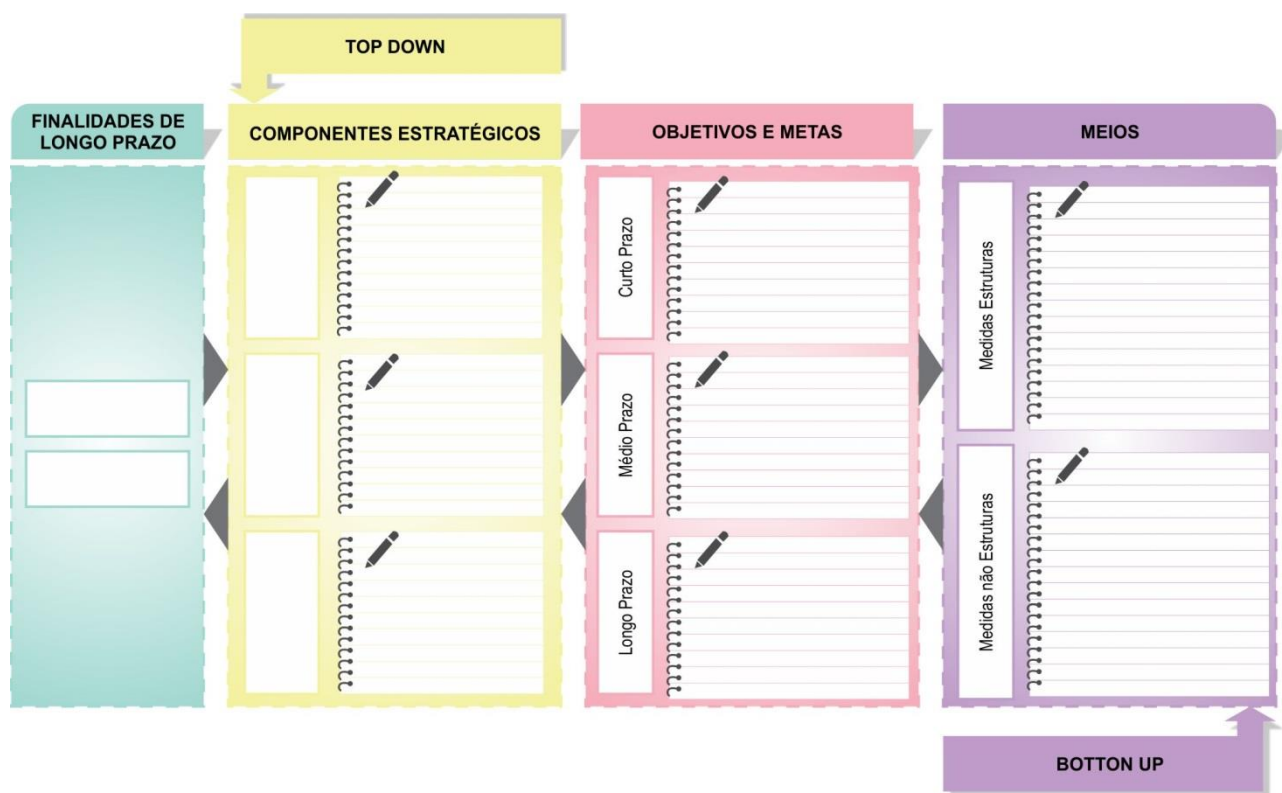 TOP DOWN
FINALIDADES DE
LONGO PRAZO
COMPONENTES ESTRATÉGICOS
OBJETIVOS E METAS
MEIOS
Curto Prazo
Médio Prazo
Longo Prazo
Medidas Estruturas
Medidas não Estruturas
BOTTON UP